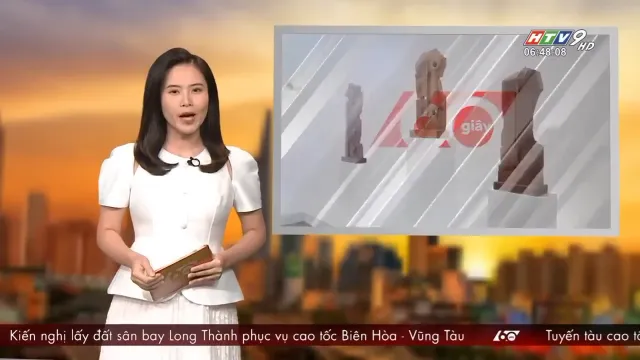 HTV9 HD
06:48:08
60 giây
Kiến nghị lấy đất sân bay Long Thành phục vụ cao tốc Biên Hòa - Vũng Tàu 60 Tuyến tàu cao tố